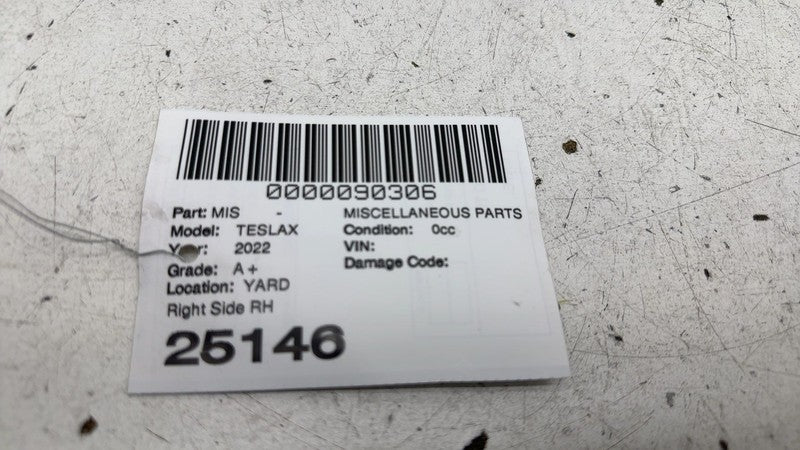 0000090306
Part: MIS - MISCELLANEOUS PARTS
Model: TESLAX Condition: 0cc
Year: 2022 VIN:
Grade: A+ Damage Code:
Location: YARD
Right Side RH
25146